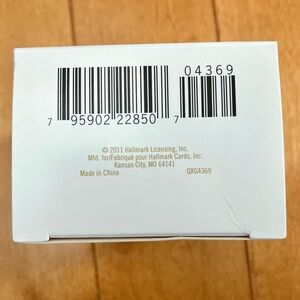 04369
7 95902 22850 7
© 2011 Hallmark Licensing, Inc.
Mfd. for/Fabriqué pour Hallmark Cards, Inc.
Kansas City, MO 64141
Made in China QXG4369